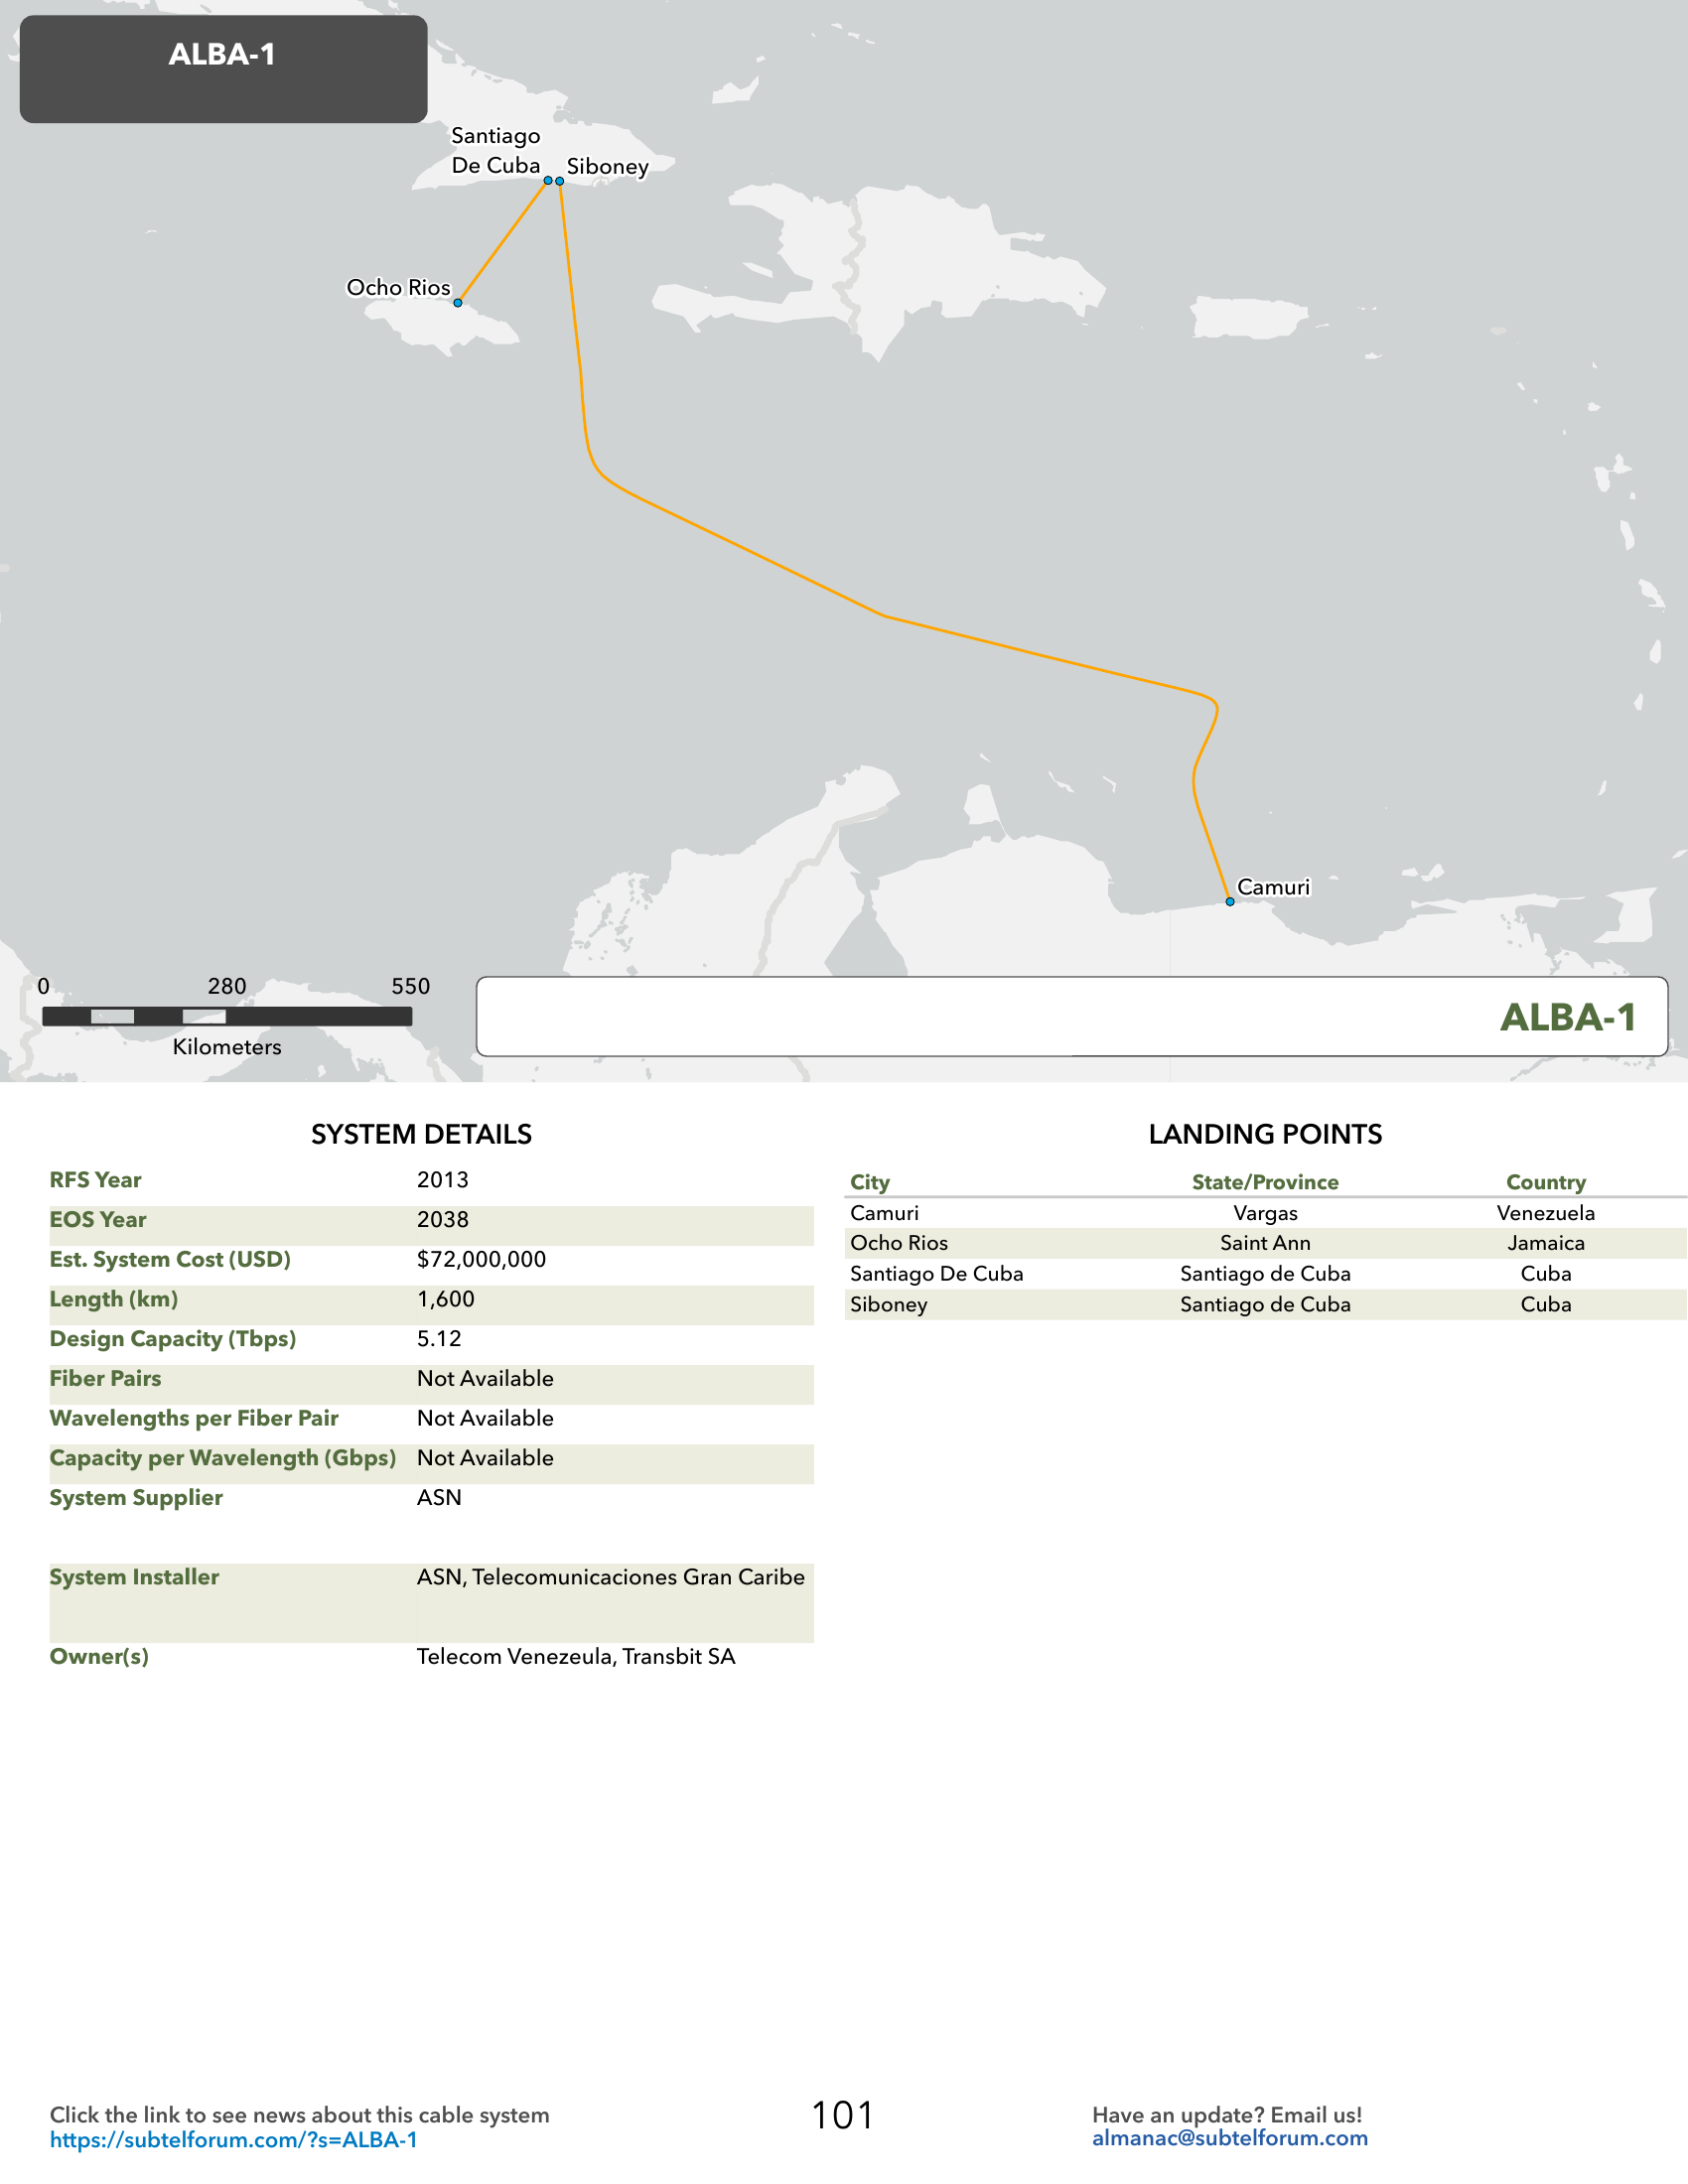 ALBA-1
Santiago
De Cuba
Siboney
Ocho Rios
Camuri
0 280 550
Kilometers
ALBA-1
SYSTEM DETAILS
RFS Year 2013
EOS Year 2038
Est. System Cost (USD) $72,000,000
Length (km) 1,600
Design Capacity (Tbps) 5.12
Fiber Pairs Not Available
Wavelengths per Fiber Pair Not Available
Capacity per Wavelength (Gbps) Not Available
System Supplier ASN
System Installer ASN, Telecomunicaciones Gran Caribe
Owner(s) Telecom Venezeula, Transbit SA
LANDING POINTS
City State/Province Country
Camuri Vargas Venezuela
Ocho Rios Saint Ann Jamaica
Santiago De Cuba Santiago de Cuba Cuba
Siboney Santiago de Cuba Cuba
Click the link to see news about this cable system
https://subtelforum.com/?s=ALBA-1
101
Have an update? Email us!
almanac@subtelforum.com